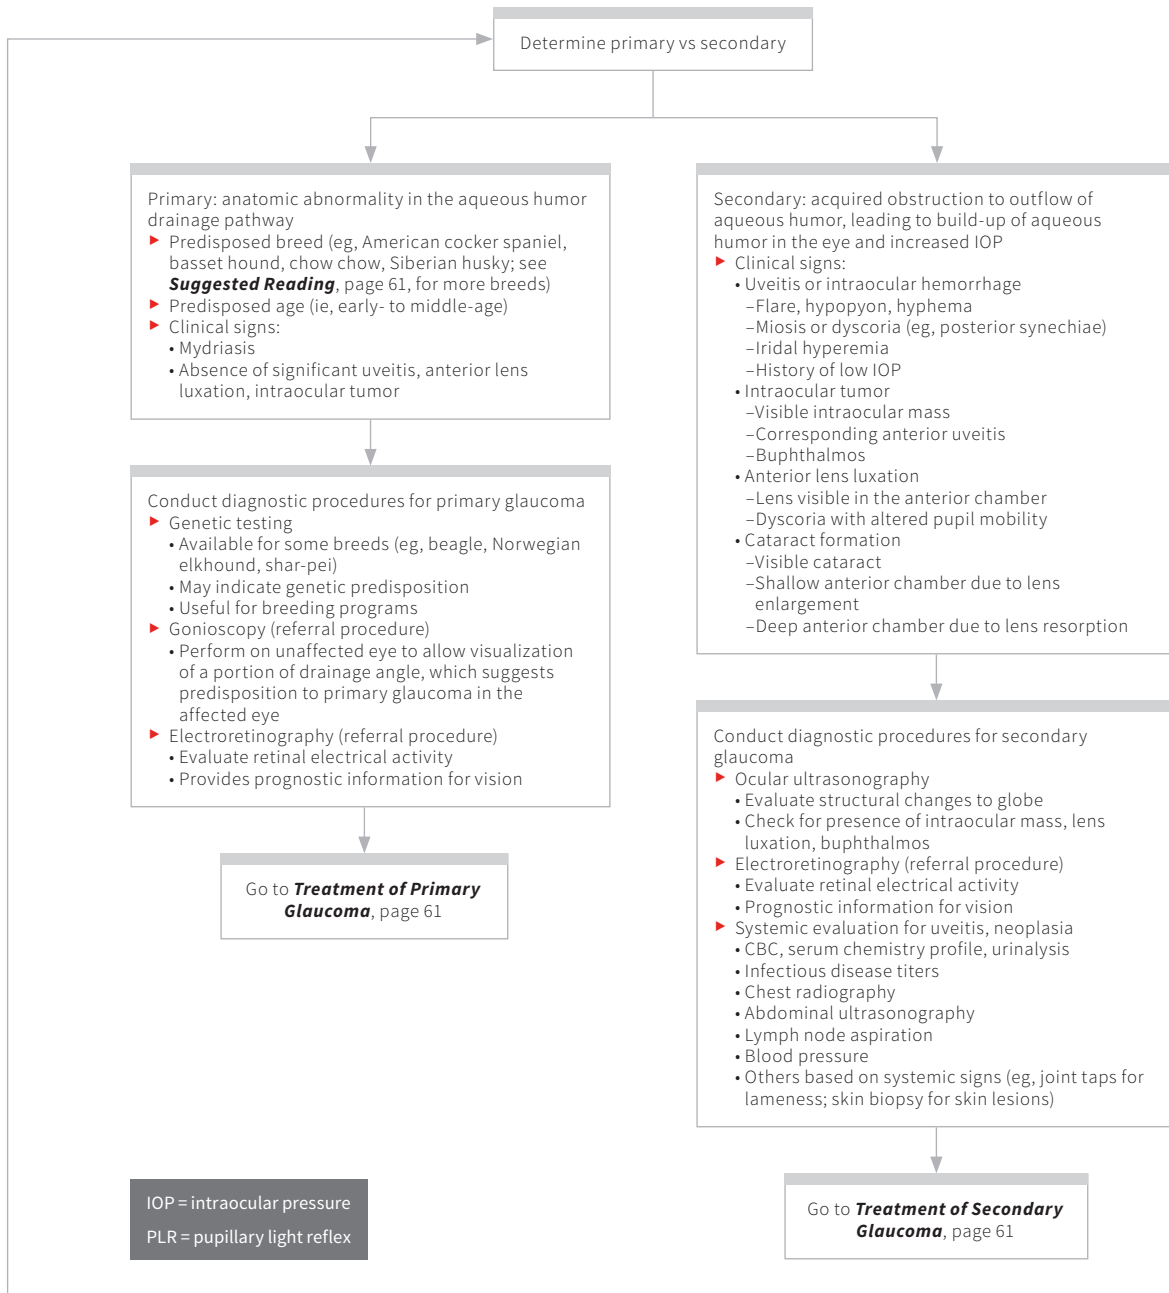 Determine primary vs secondary
Primary: anatomic abnormality in the aqueous humor
drainage pathway
► Predisposed breed (eg, American cocker spaniel,
basset hound, chow chow, Siberian husky; see
Suggested Reading, page 61, for more breeds)
► Predisposed age (ie, early- to middle-age)
► Clinical signs:
• Mydriasis
• Absence of significant uveitis, anterior lens
luxation, intraocular tumor
Conduct diagnostic procedures for primary glaucoma
► Genetic testing
• Available for some breeds (eg, beagle, Norwegian
elkhound, shar-pei)
• May indicate genetic predisposition
• Useful for breeding programs
► Gonioscopy (referral procedure)
• Perform on unaffected eye to allow visualization
of a portion of drainage angle, which suggests
predisposition to primary glaucoma in the
affected eye
► Electroretinography (referral procedure)
• Evaluate retinal electrical activity
• Provides prognostic information for vision
Go to Treatment of Primary
Glaucoma, page 61
Secondary: acquired obstruction to outflow of
aqueous humor, leading to build-up of aqueous
humor in the eye and increased IOP
► Clinical signs:
• Uveitis or intraocular hemorrhage
–Flare, hypopyon, hyphema
–Miosis or dyscoria (eg, posterior synechiae)
–Iridal hyperemia
–History of low IOP
• Intraocular tumor
–Visible intraocular mass
–Corresponding anterior uveitis
–Buphthalmos
• Anterior lens luxation
–Lens visible in the anterior chamber
–Dyscoria with altered pupil mobility
• Cataract formation
–Visible cataract
–Shallow anterior chamber due to lens
enlargement
–Deep anterior chamber due to lens resorption
Conduct diagnostic procedures for secondary
glaucoma
► Ocular ultrasonography
• Evaluate structural changes to globe
• Check for presence of intraocular mass, lens
luxation, buphthalmos
► Electroretinography (referral procedure)
• Evaluate retinal electrical activity
• Prognostic information for vision
► Systemic evaluation for uveitis, neoplasia
• CBC, serum chemistry profile, urinalysis
• Infectious disease titers
• Chest radiography
• Abdominal ultrasonography
• Lymph node aspiration
• Blood pressure
• Others based on systemic signs (eg, joint taps for
lameness; skin biopsy for skin lesions)
Go to Treatment of Secondary
Glaucoma, page 61
IOP = intraocular pressure
PLR = pupillary light reflex